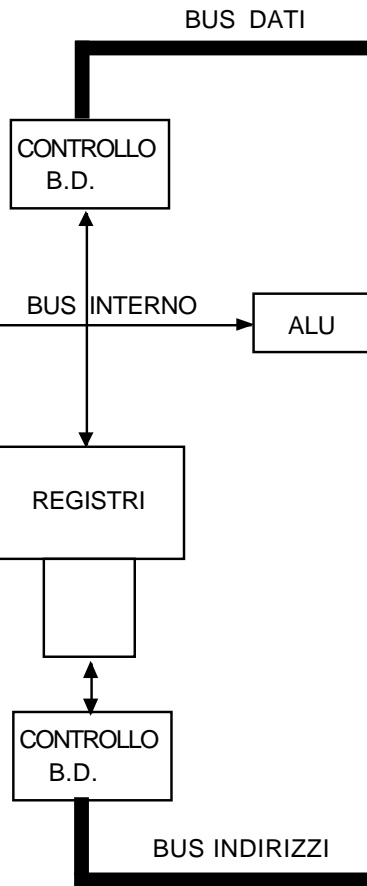 BUS DATI
CONTROLLO
B.D.
BUS INTERNO
ALU
REGISTRI
CONTROLLO
B.D.
BUS INDIRIZZI